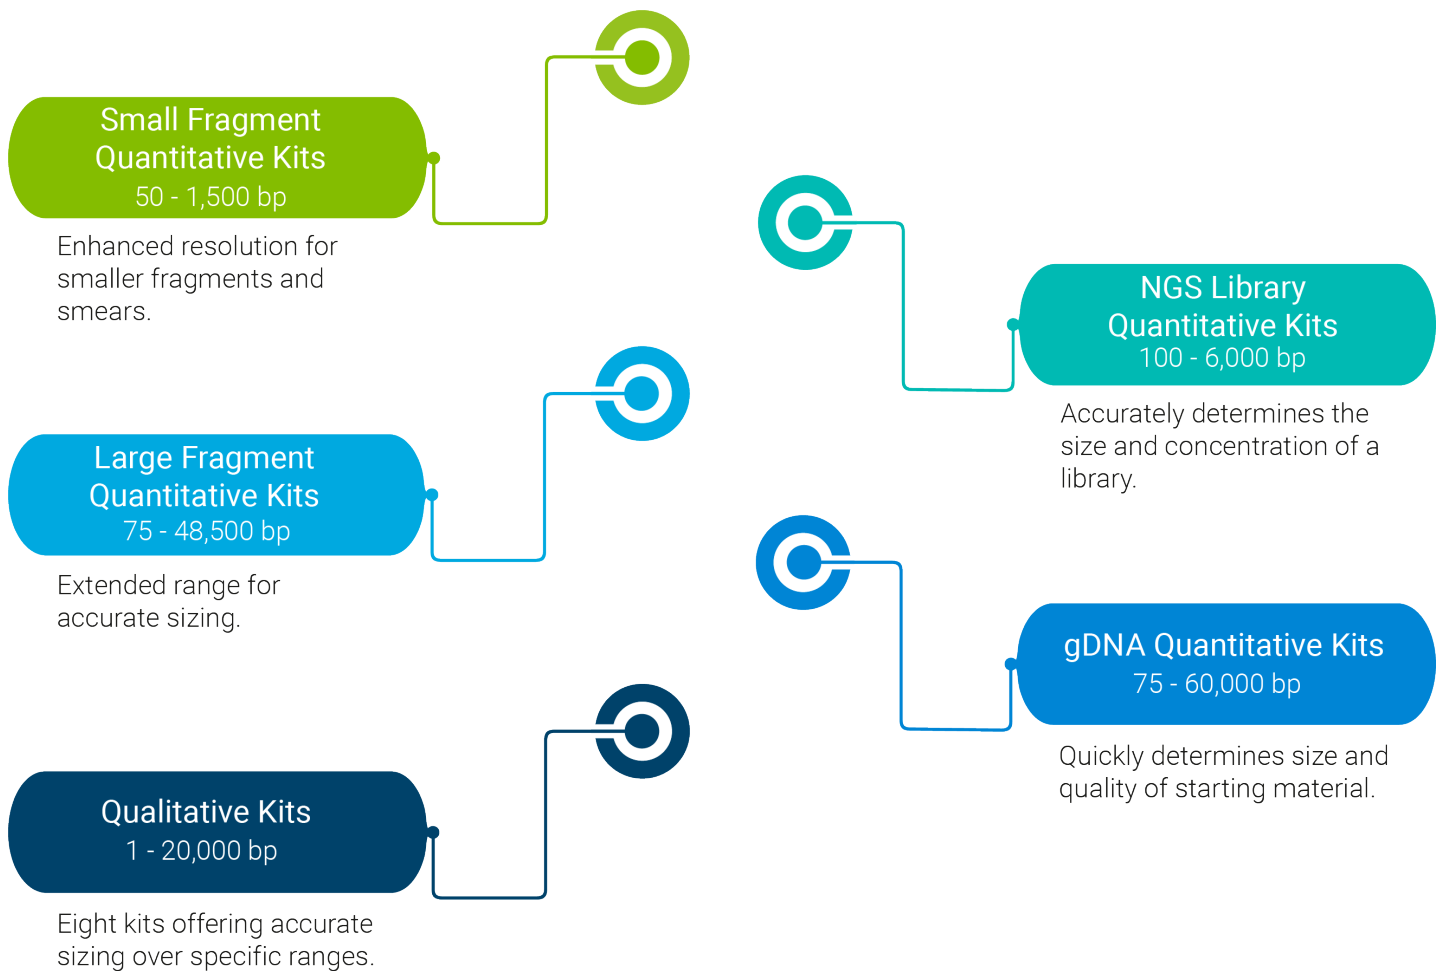 Small Fragment
Quantitative Kits
50 - 1,500 bp
Enhanced resolution for
smaller fragments and
smears.
NGS Library
Quantitative Kits
100 - 6,000 bp
Accurately determines the
size and concentration of a
library.
Large Fragment
Quantitative Kits
75 - 48,500 bp
Extended range for
accurate sizing.
gDNA Quantitative Kits
75 - 60,000 bp
Quickly determines size and
quality of starting material.
Qualitative Kits
1 - 20,000 bp
Eight kits offering accurate
sizing over specific ranges.